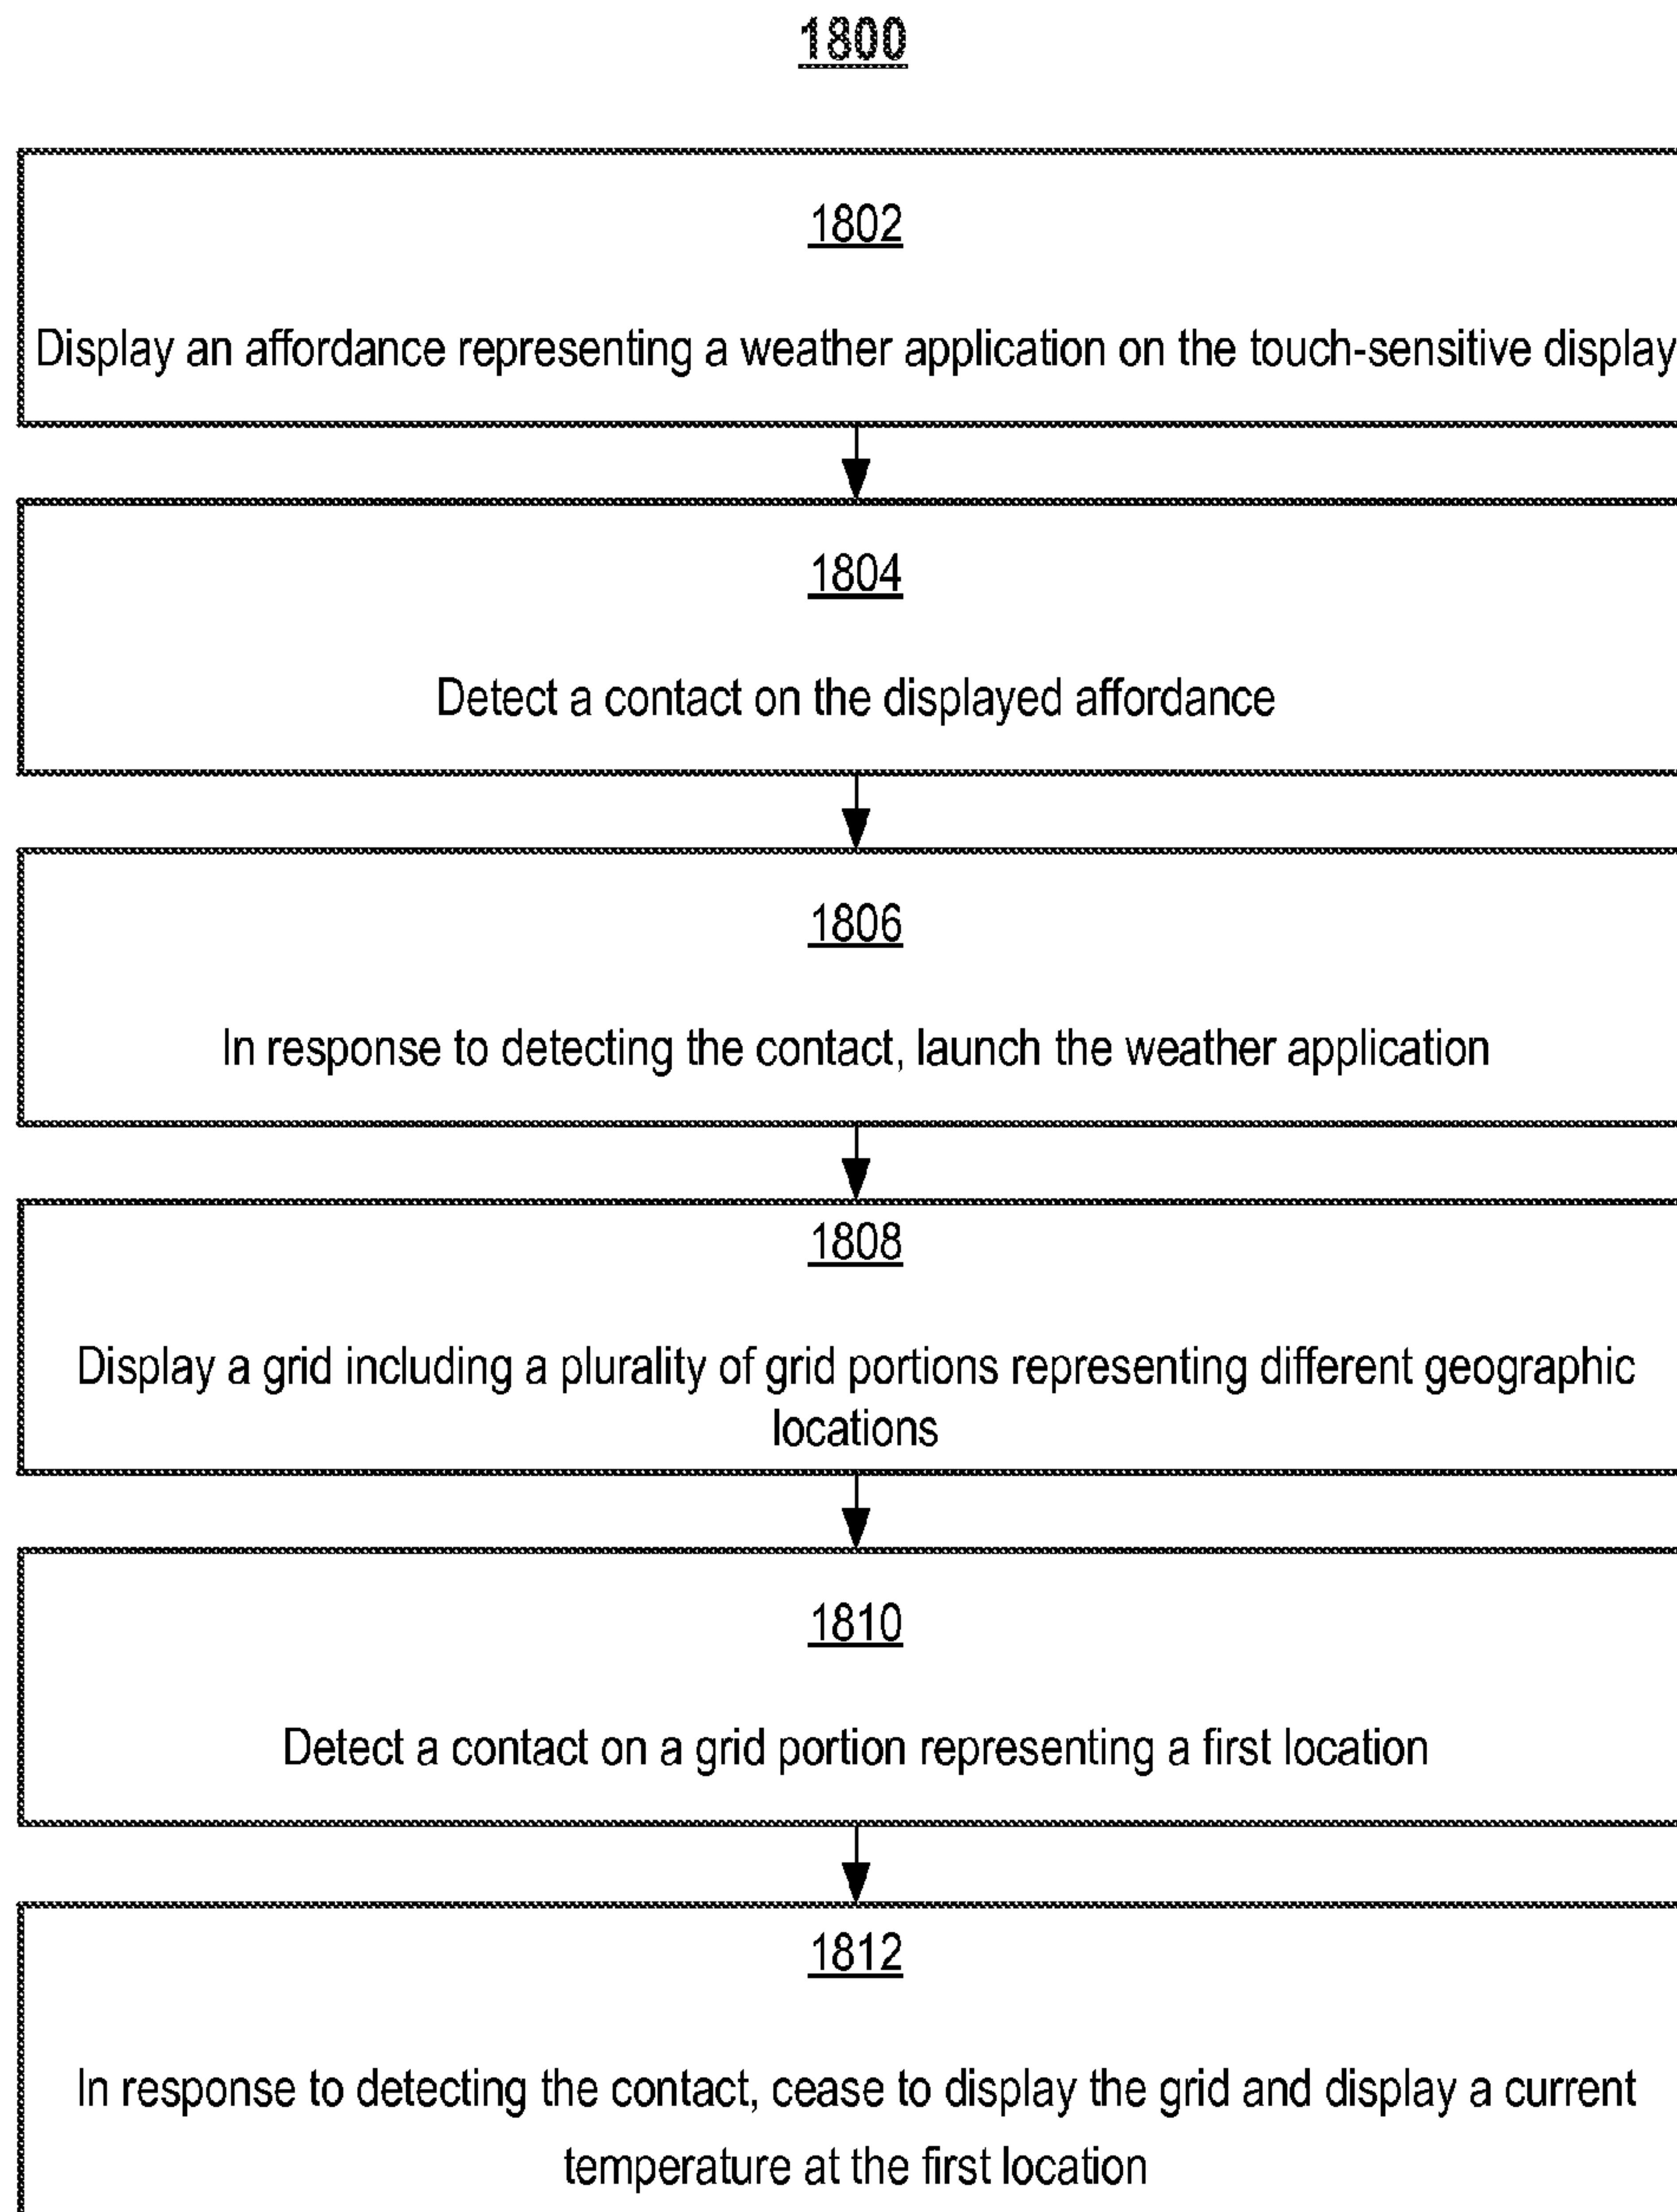 1800
1802
Display an affordance representing a weather application on the touch-sensitive display
1804
Detect a contact on the displayed affordance
1806
In response to detecting the contact, launch the weather application
1808
Display a grid including a plurality of grid portions representing different geographic
locations
1810
Detect a contact on a grid portion representing a first location
1812
In response to detecting the contact, cease to display the grid and display a current
temperature at the first location